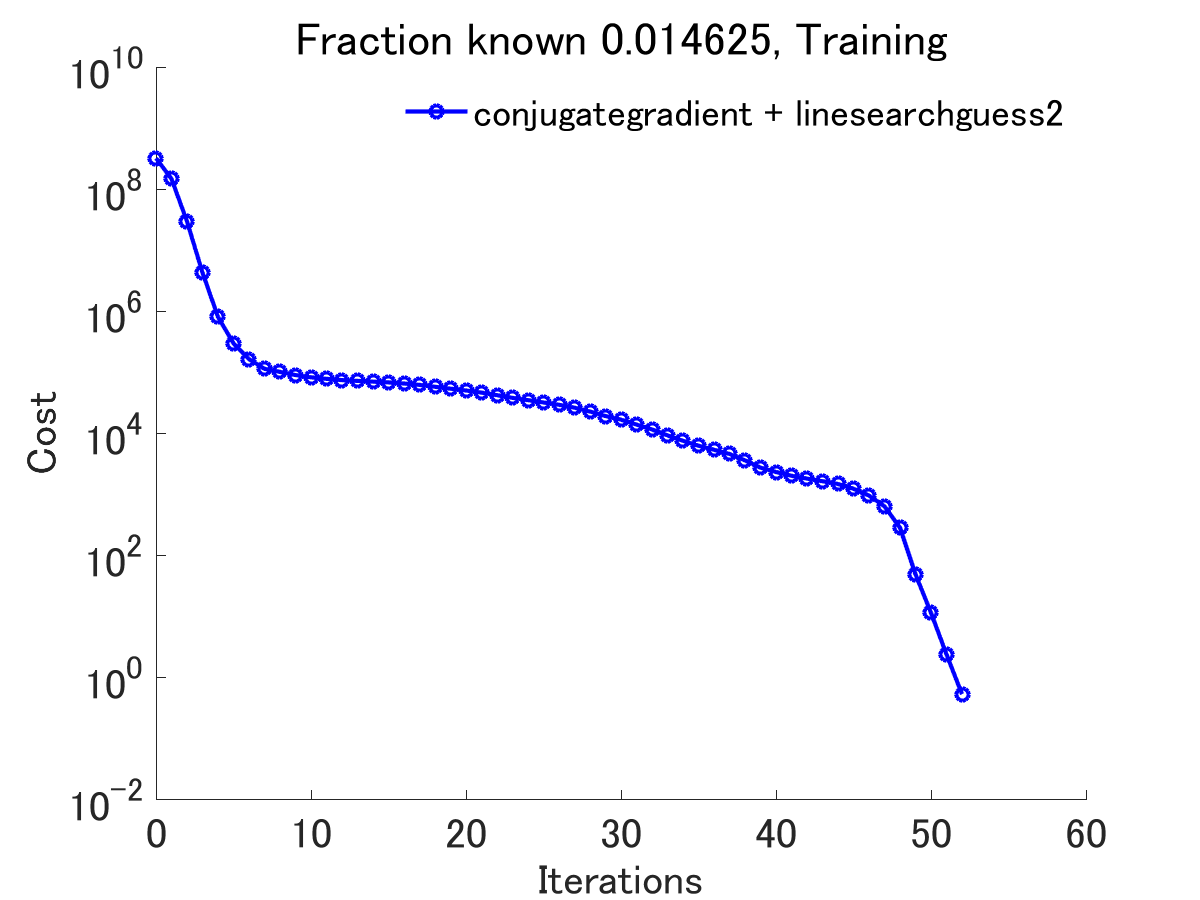 Fraction known 0.014625, Training
conjugategradient + linesearchguess2
10^10
10^8
10^6
10^4
10^2
10^0
10^-2
Cost
0 10 20 30 40 50 60
Iterations